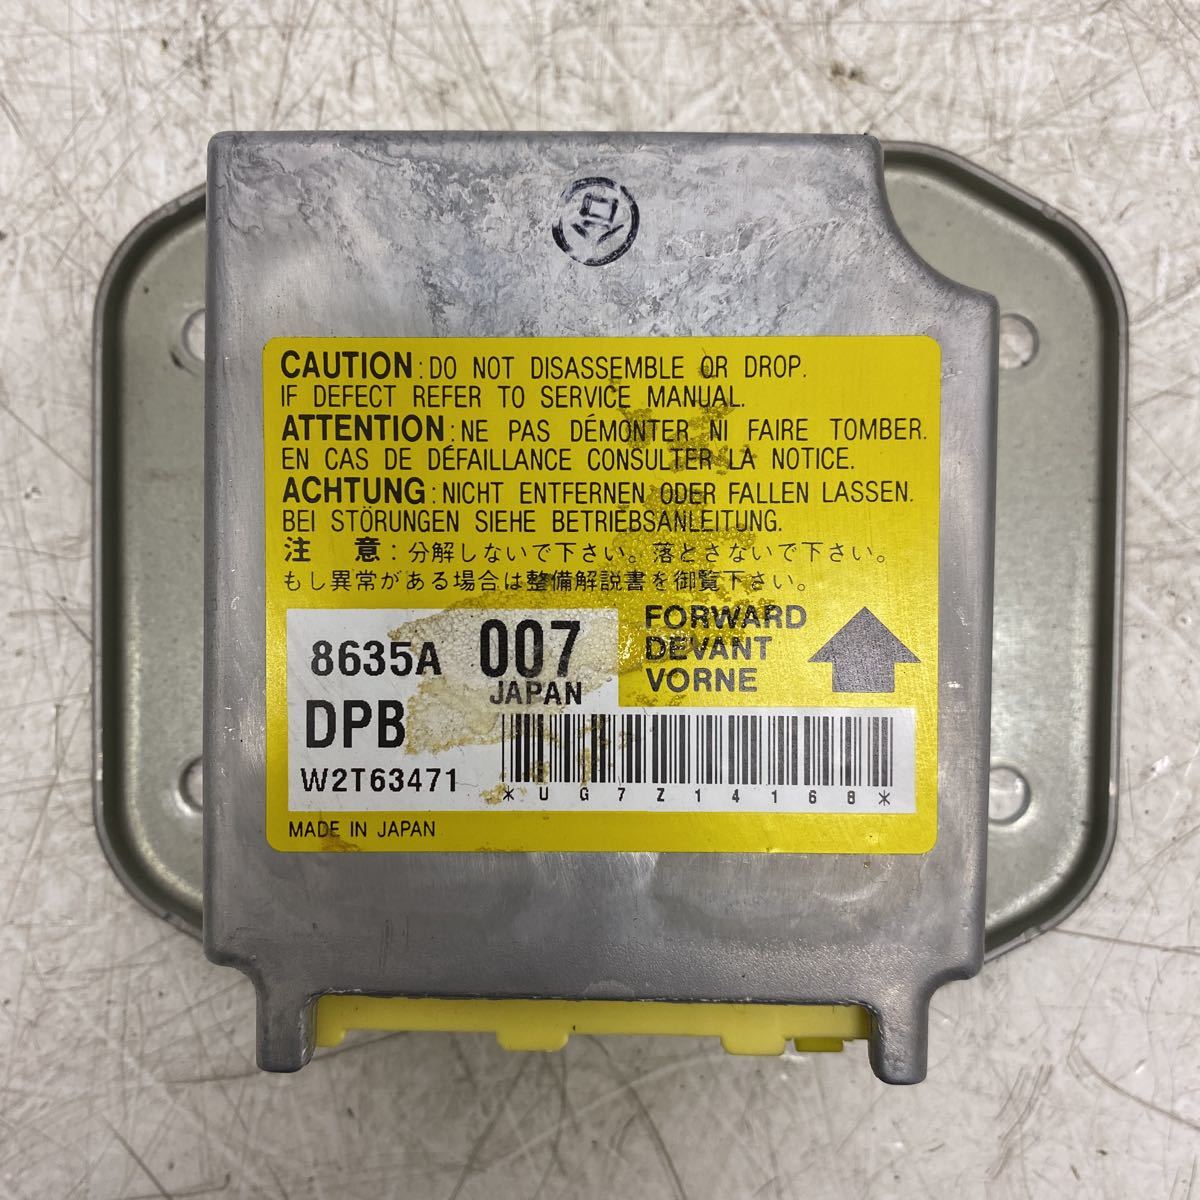 CAUTION: DO NOT DISASSEMBLE OR DROP.
IF DEFECT REFER TO SERVICE MANUAL.
ATTENTION: NE PAS DÉMONTER NI FAIRE TOMBER.
EN CAS DE DÉFAILLANCE CONSULTER LA NOTICE.
ACHTUNG: NICHT ENTFERNEN ODER FALLEN LASSEN.
BEI STÖRUNGEN SIEHE BETRIEBSANLEITUNG.
注 意: 分解しないで下さい。落とさないで下さい。
もし異常がある場合は整備解説書を御覧下さい。
8635A 007
JAPAN
DPB
W2T63471
FORWARD
DEVANT
VORNE
*UG7Z14168*
MADE IN JAPAN